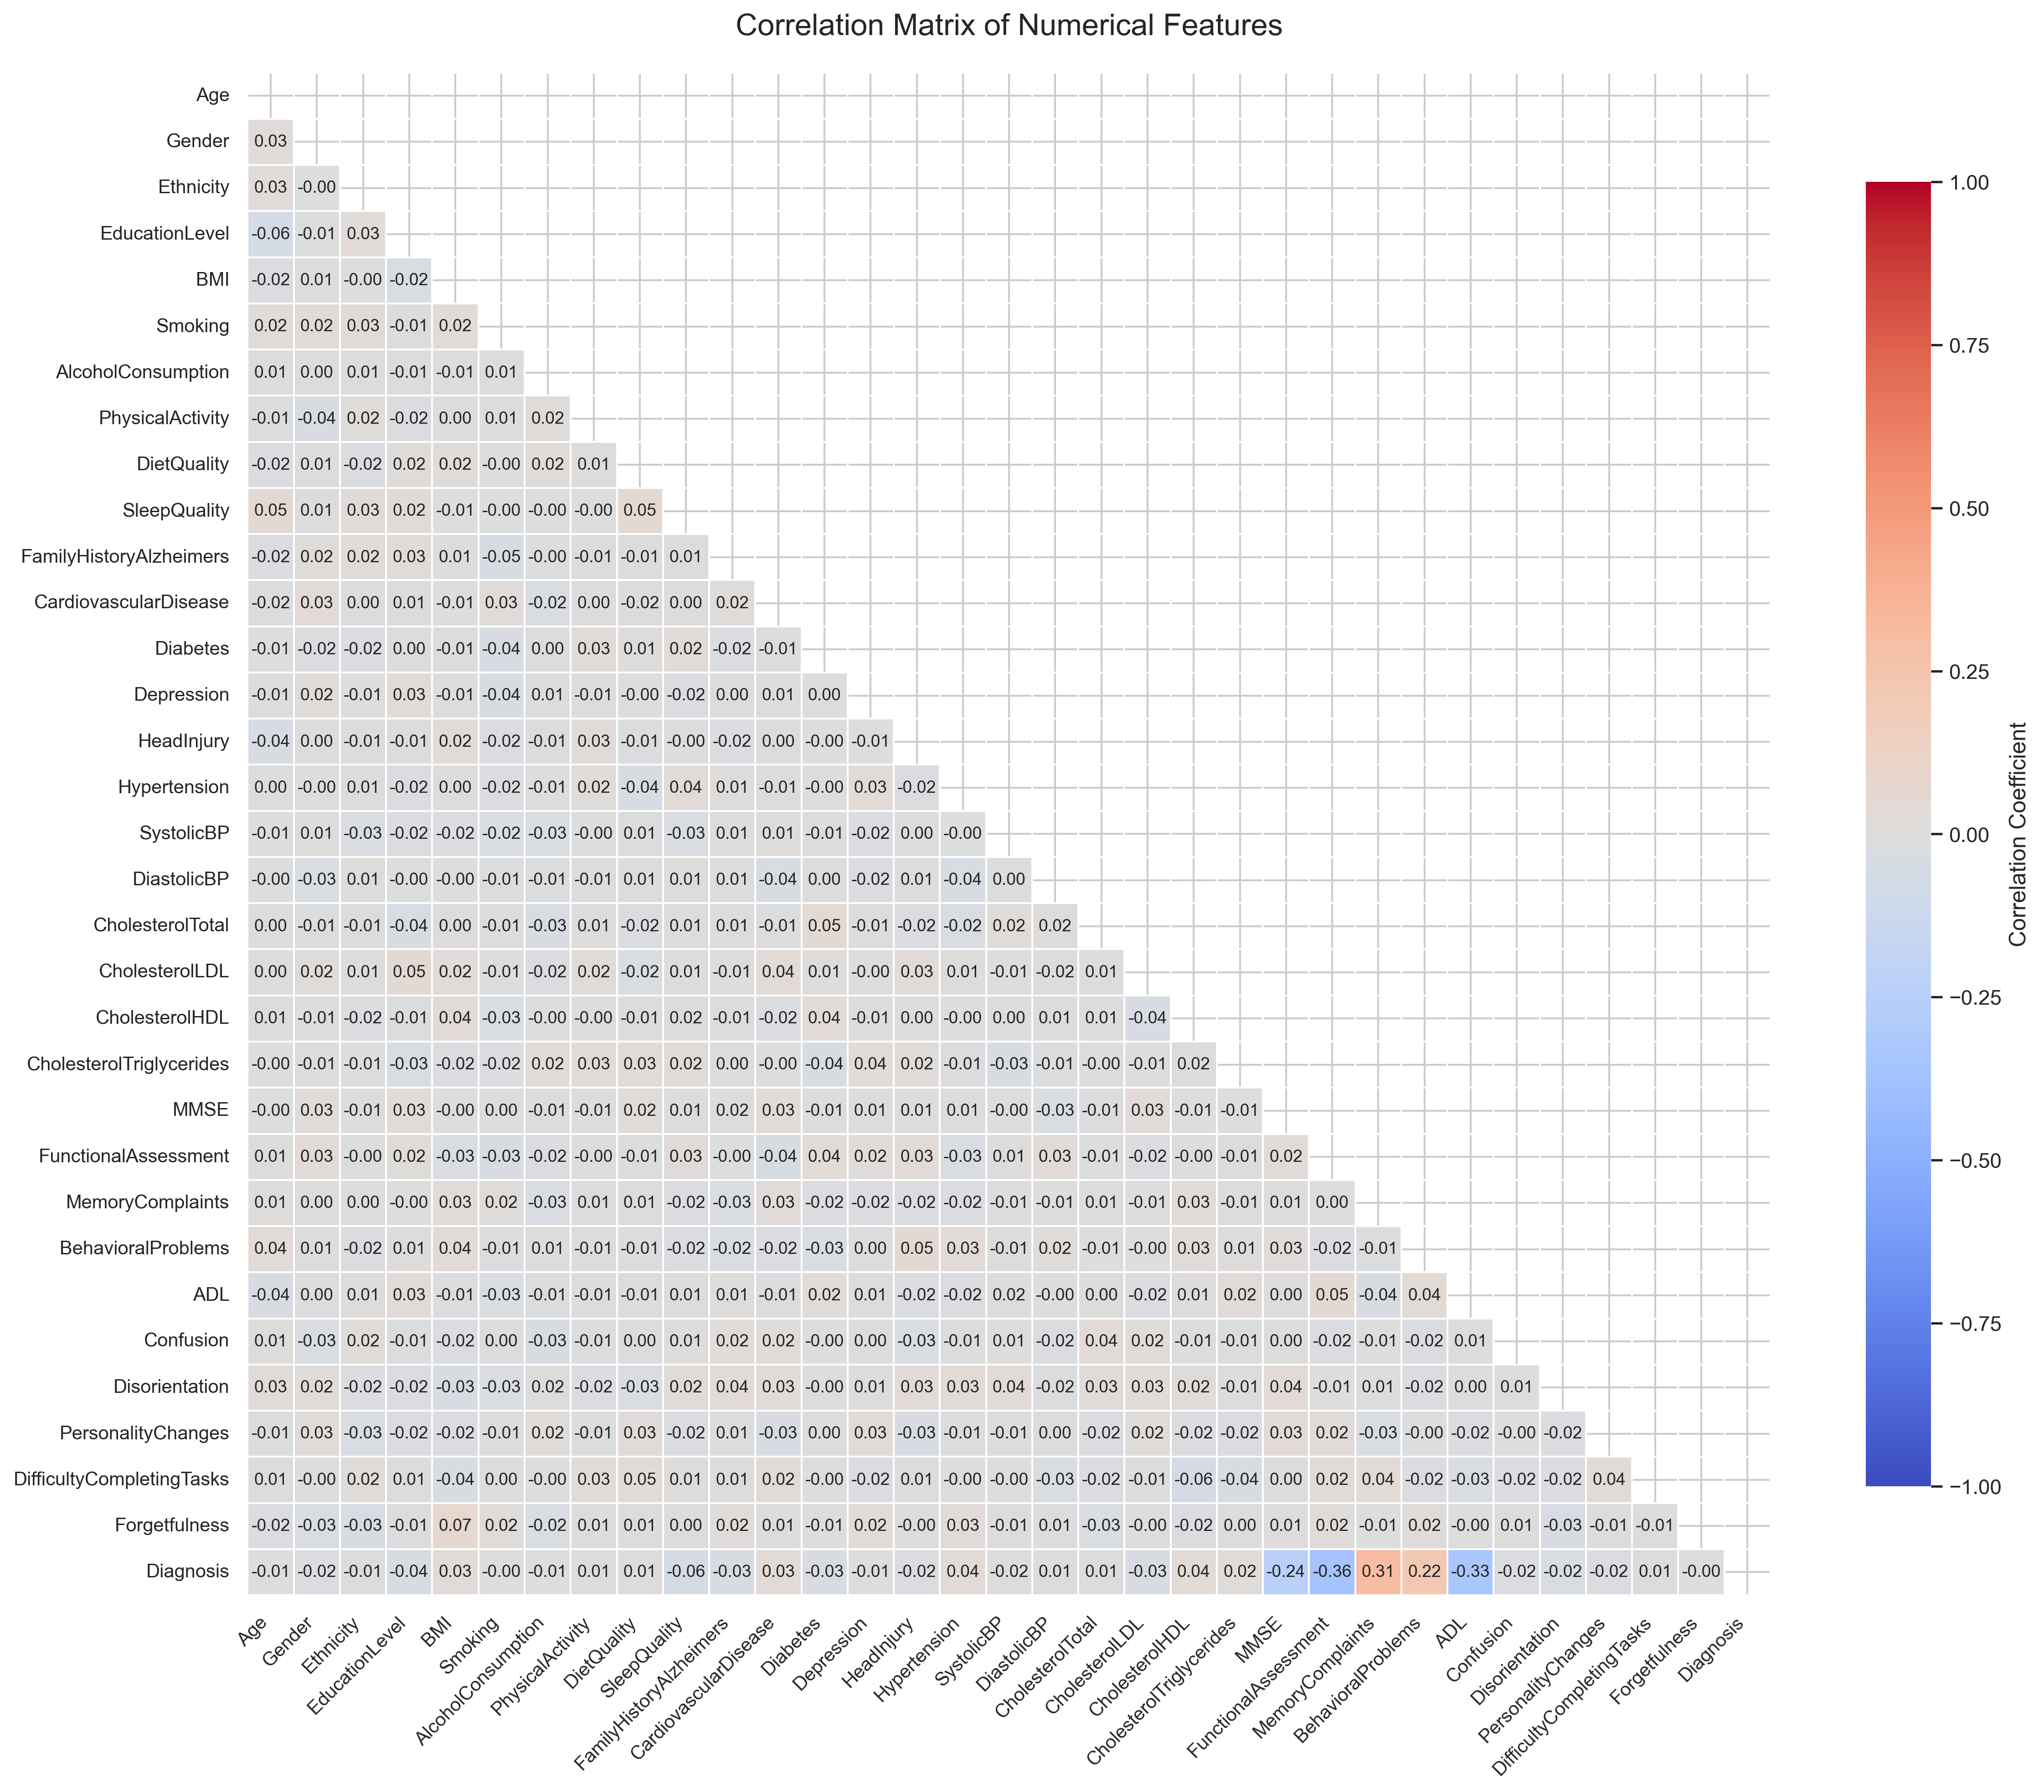 Correlation Matrix of Numerical Features
Age
Gender 0.03
Ethnicity 0.03 -0.00
EducationLevel -0.06 -0.01 0.03
BMI -0.02 0.01 -0.00 -0.02
Smoking 0.02 0.02 0.03 -0.01 0.02
AlcoholConsumption 0.01 0.00 0.01 -0.01 -0.01 0.01
PhysicalActivity -0.01 -0.04 0.02 -0.02 0.00 0.01 0.02
DietQuality -0.02 0.01 -0.02 0.02 0.02 -0.00 0.02 0.01
SleepQuality 0.05 0.01 0.03 0.02 -0.01 -0.00 -0.00 -0.00 0.05
FamilyHistoryAlzheimers -0.02 0.02 0.02 0.03 0.01 -0.05 -0.00 -0.01 -0.01 0.01
CardiovascularDisease -0.02 0.03 0.00 0.01 -0.01 0.03 -0.02 0.00 -0.02 0.00 0.02
Diabetes -0.01 -0.02 -0.02 0.00 -0.01 -0.04 0.00 0.03 0.01 0.02 -0.02 -0.01
Depression -0.01 0.02 -0.01 0.03 -0.01 -0.04 0.01 -0.01 -0.00 -0.02 0.00 0.01 0.00
HeadInjury -0.04 0.00 -0.01 -0.01 0.02 -0.02 -0.01 0.03 -0.01 -0.00 -0.02 0.00 -0.00 -0.01
Hypertension 0.00 -0.00 0.01 -0.02 0.00 -0.02 -0.01 0.02 -0.04 0.04 0.01 -0.01 -0.00 0.03 -0.02
SystolicBP -0.01 0.01 -0.03 -0.02 -0.02 -0.02 -0.03 -0.00 0.01 -0.03 0.01 0.01 -0.01 -0.02 0.00 -0.00
DiastolicBP -0.00 -0.03 0.01 -0.00 -0.00 -0.01 -0.01 -0.01 0.01 0.01 0.01 -0.04 0.00 -0.02 0.01 -0.04 0.00
CholesterolTotal 0.00 -0.01 -0.01 -0.04 0.00 -0.01 -0.03 0.01 -0.02 0.01 0.01 -0.01 0.05 -0.01 -0.02 -0.02 0.02 0.02
CholesterolLDL 0.00 0.02 0.01 0.05 0.02 -0.01 -0.02 0.02 -0.02 0.01 -0.01 0.04 0.01 -0.00 0.03 0.01 -0.01 -0.02 0.01
CholesterolHDL 0.01 -0.01 -0.02 -0.01 0.04 -0.03 -0.00 -0.00 -0.01 0.02 -0.01 -0.02 0.04 -0.01 0.00 -0.00 0.00 0.01 0.01 -0.04
CholesterolTriglycerides -0.00 -0.01 -0.01 -0.03 -0.02 -0.02 0.02 0.03 0.03 0.02 0.00 -0.00 -0.04 0.04 0.02 -0.01 -0.03 -0.01 -0.00 -0.01 0.02
MMSE -0.00 0.03 -0.01 0.03 -0.00 0.00 -0.01 -0.01 0.02 0.01 0.02 0.03 -0.01 0.01 0.01 0.01 -0.00 -0.03 -0.01 0.03 -0.01 -0.01
FunctionalAssessment 0.01 0.03 -0.00 0.02 -0.03 -0.03 -0.02 -0.00 -0.01 0.03 -0.00 -0.04 0.04 0.02 0.03 -0.03 0.01 0.03 -0.01 -0.02 -0.00 -0.01 0.02
MemoryComplaints 0.01 0.00 0.00 -0.00 0.03 0.02 -0.03 0.01 0.01 -0.02 -0.03 0.03 -0.02 -0.02 -0.02 -0.02 -0.01 -0.01 0.01 -0.01 0.03 -0.01 0.01 0.00
BehavioralProblems 0.04 0.01 -0.02 0.01 0.04 -0.01 0.01 -0.01 -0.01 -0.02 -0.02 -0.02 -0.03 0.00 0.05 0.03 -0.01 0.02 -0.01 -0.00 0.03 0.01 0.03 -0.02 -0.01
ADL -0.04 0.00 0.01 0.03 -0.01 -0.03 -0.01 -0.01 -0.01 0.01 0.01 -0.01 0.02 0.01 -0.02 -0.02 0.02 -0.00 0.00 -0.02 0.01 0.02 0.00 0.05 -0.04 0.04
Confusion 0.01 -0.03 0.02 -0.01 -0.02 0.00 -0.03 -0.01 0.00 0.01 0.02 0.02 -0.00 0.00 -0.03 -0.01 0.01 -0.02 0.04 0.02 -0.01 -0.01 0.00 -0.02 -0.01 -0.02 0.01
Disorientation 0.03 0.02 -0.02 -0.02 -0.03 -0.03 0.02 -0.02 -0.03 0.02 0.04 0.03 -0.00 0.01 0.03 0.03 0.04 -0.02 0.03 0.03 0.02 -0.01 0.04 -0.01 0.01 -0.02 0.00 0.01
PersonalityChanges -0.01 0.03 -0.03 -0.02 -0.02 -0.01 0.02 -0.01 0.03 -0.02 0.01 -0.03 0.00 0.03 -0.03 -0.01 -0.01 0.00 -0.02 0.02 -0.02 -0.02 0.03 0.02 -0.03 -0.00 -0.02 -0.00 -0.02
DifficultyCompletingTasks 0.01 -0.00 0.02 0.01 -0.04 0.00 -0.00 0.03 0.05 0.01 0.01 0.02 -0.00 -0.02 0.01 -0.00 -0.00 -0.03 -0.02 -0.01 -0.06 -0.04 0.00 0.02 0.04 -0.02 -0.03 -0.02 -0.02 0.04
Forgetfulness -0.02 -0.03 -0.03 -0.01 0.07 0.02 -0.02 0.01 0.01 0.00 0.02 0.01 -0.01 0.02 -0.00 0.03 -0.01 0.01 -0.03 -0.00 -0.02 0.00 0.01 0.02 -0.01 0.02 -0.00 0.01 -0.03 -0.01 -0.01
Diagnosis -0.01 -0.02 -0.01 -0.04 0.03 -0.00 -0.01 0.01 0.01 -0.06 -0.03 0.03 -0.03 -0.01 -0.02 0.04 -0.02 0.01 0.01 -0.03 0.04 0.02 -0.24 -0.36 0.31 0.22 -0.33 -0.02 -0.02 -0.02 0.01 -0.00
Age
Gender
Ethnicity
EducationLevel
BMI
Smoking
AlcoholConsumption
PhysicalActivity
DietQuality
SleepQuality
FamilyHistoryAlzheimers
CardiovascularDisease
Diabetes
Depression
HeadInjury
Hypertension
SystolicBP
DiastolicBP
CholesterolTotal
CholesterolLDL
CholesterolHDL
CholesterolTriglycerides
MMSE
FunctionalAssessment
MemoryComplaints
BehavioralProblems
ADL
Confusion
Disorientation
PersonalityChanges
DifficultyCompletingTasks
Forgetfulness
Diagnosis
1.00
0.75
0.50
0.25
0.00
−0.25
−0.50
−0.75
−1.00
Correlation Coefficient